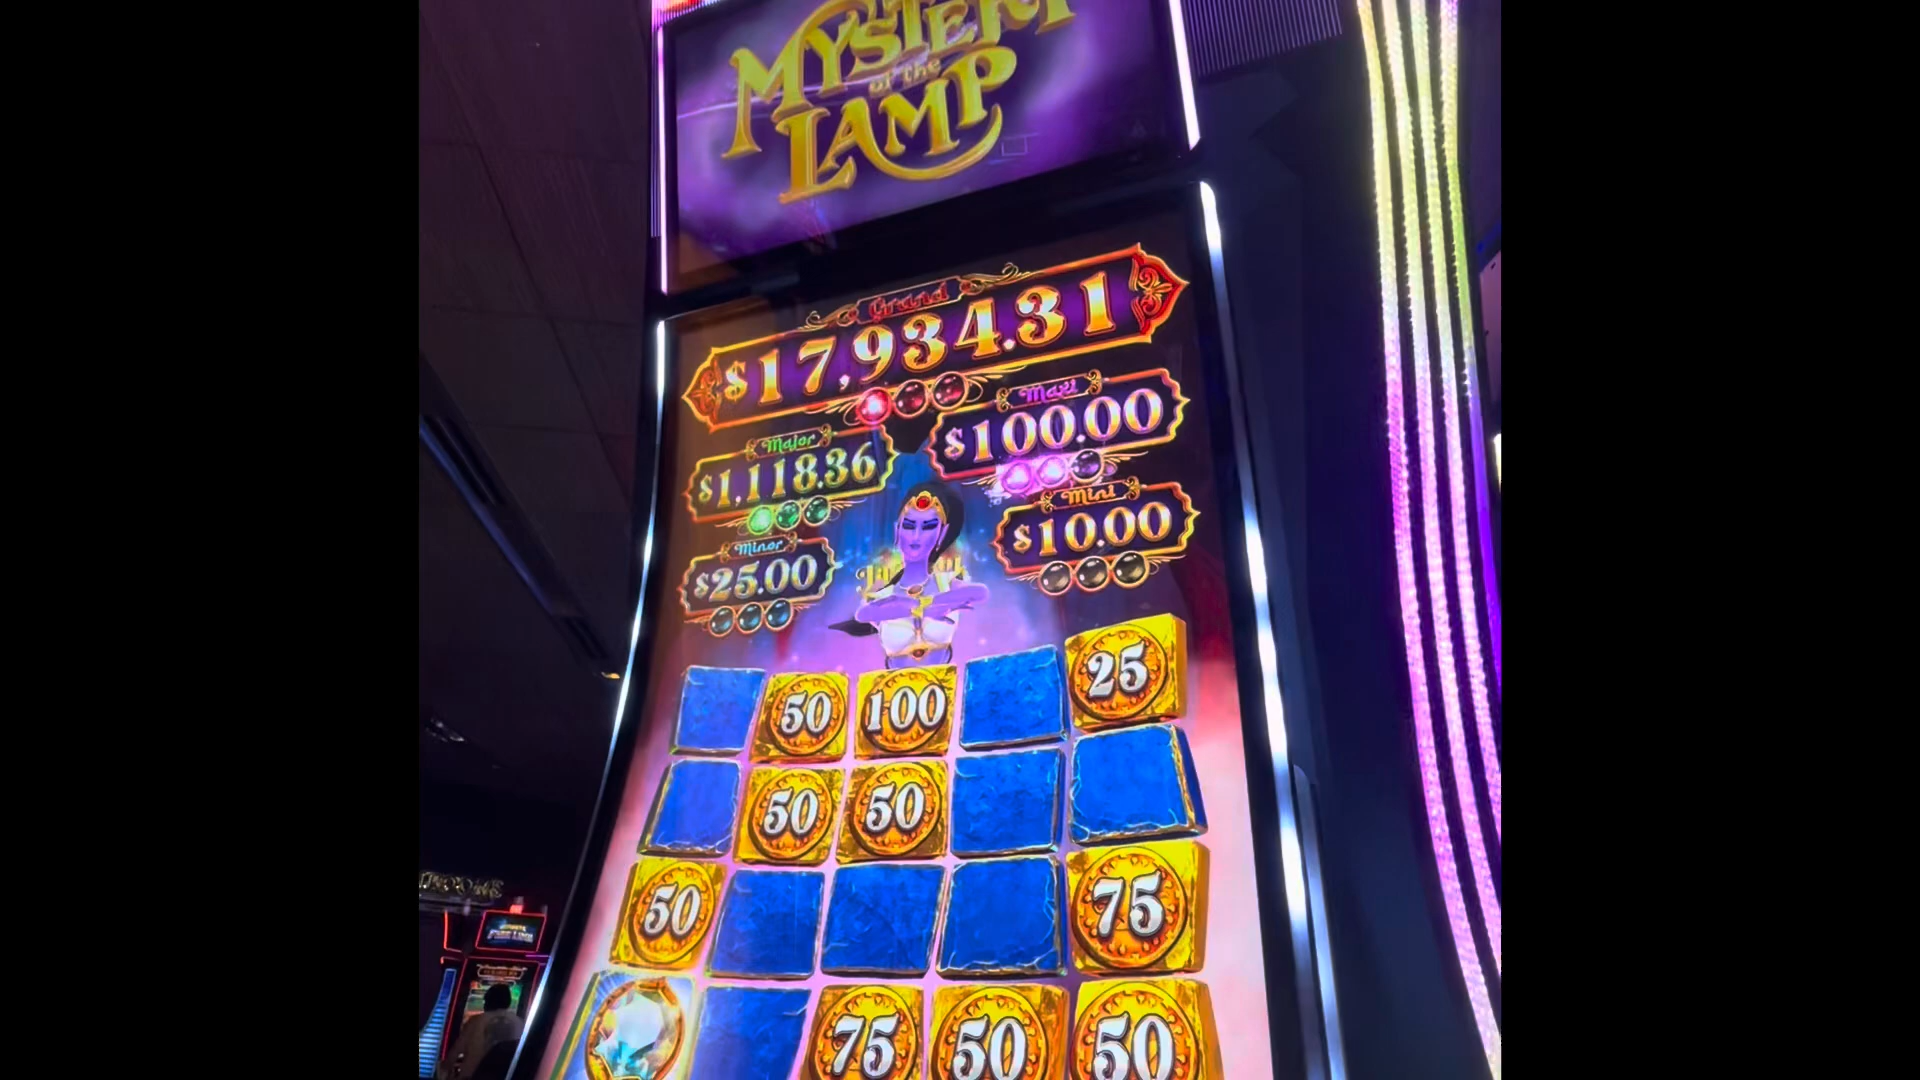 MYSTERY
of the
LAMP
Grand
$17,934.31
Major
$1,118.36
Maxi
$100.00
Minor
$25.00
Mini
$10.00
50 100 25
50 50
50 75
75 50 50